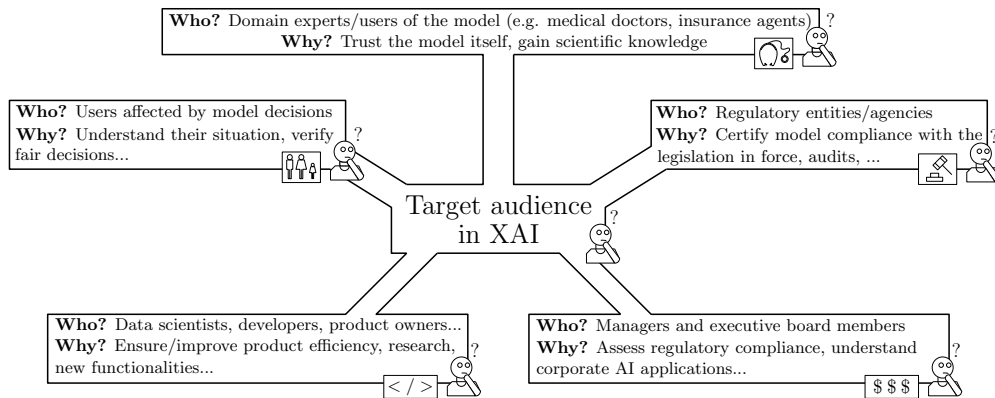 Who? Domain experts/users of the model (e.g. medical doctors, insurance agents)
Why? Trust the model itself, gain scientific knowledge
?
Who? Users affected by model decisions
Why? Understand their situation, verify
fair decisions...
?
Who? Regulatory entities/agencies
Why? Certify model compliance with the
legislation in force, audits, ...
?
Target audience
in XAI
?
Who? Data scientists, developers, product owners...
Why? Ensure/improve product efficiency, research,
new functionalities...
?
< / >
Who? Managers and executive board members
Why? Assess regulatory compliance, understand
corporate AI applications...
?
$ $ $